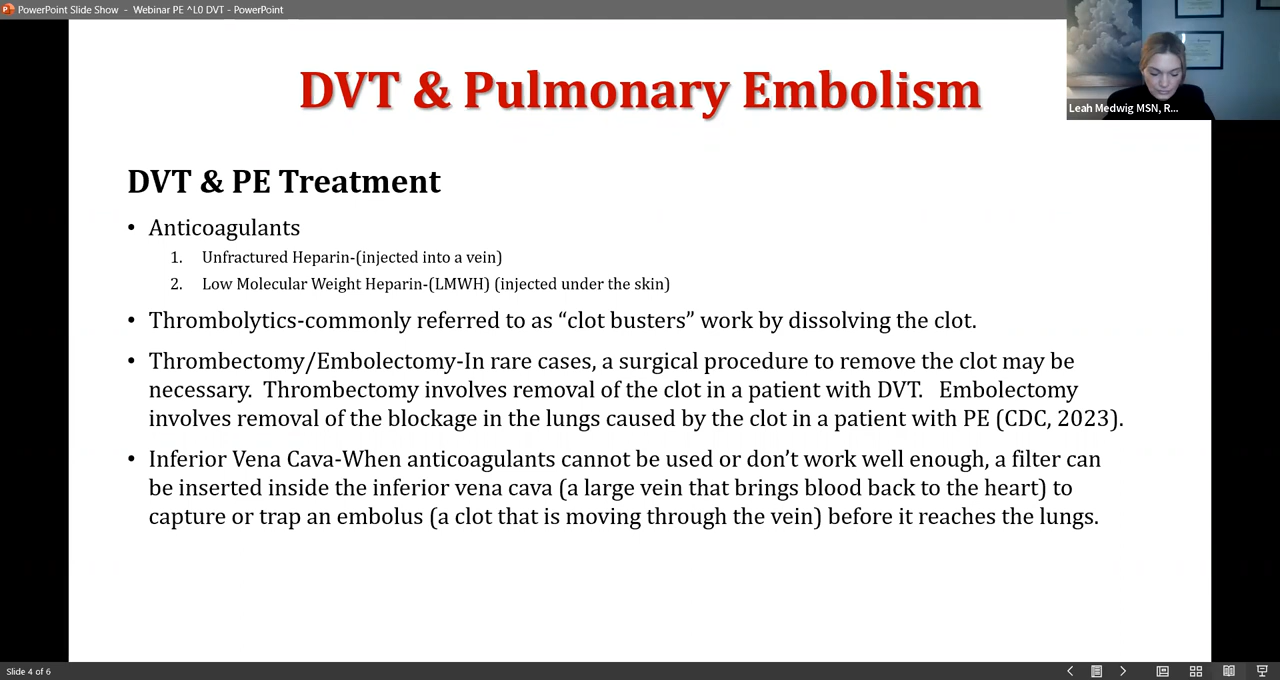 PowerPoint Slide Show - Webinar PE ^L0 DVT - PowerPoint
Leah Medwig MSN, R...
DVT & Pulmonary Embolism
DVT & PE Treatment
• Anticoagulants
1. Unfractured Heparin-(injected into a vein)
2. Low Molecular Weight Heparin-(LMWH) (injected under the skin)
• Thrombolytics-commonly referred to as “clot busters” work by dissolving the clot.
• Thrombectomy/Embolectomy-In rare cases, a surgical procedure to remove the clot may be
necessary. Thrombectomy involves removal of the clot in a patient with DVT. Embolectomy
involves removal of the blockage in the lungs caused by the clot in a patient with PE (CDC, 2023).
• Inferior Vena Cava-When anticoagulants cannot be used or don’t work well enough, a filter can
be inserted inside the inferior vena cava (a large vein that brings blood back to the heart) to
capture or trap an embolus (a clot that is moving through the vein) before it reaches the lungs.
Slide 4 of 6